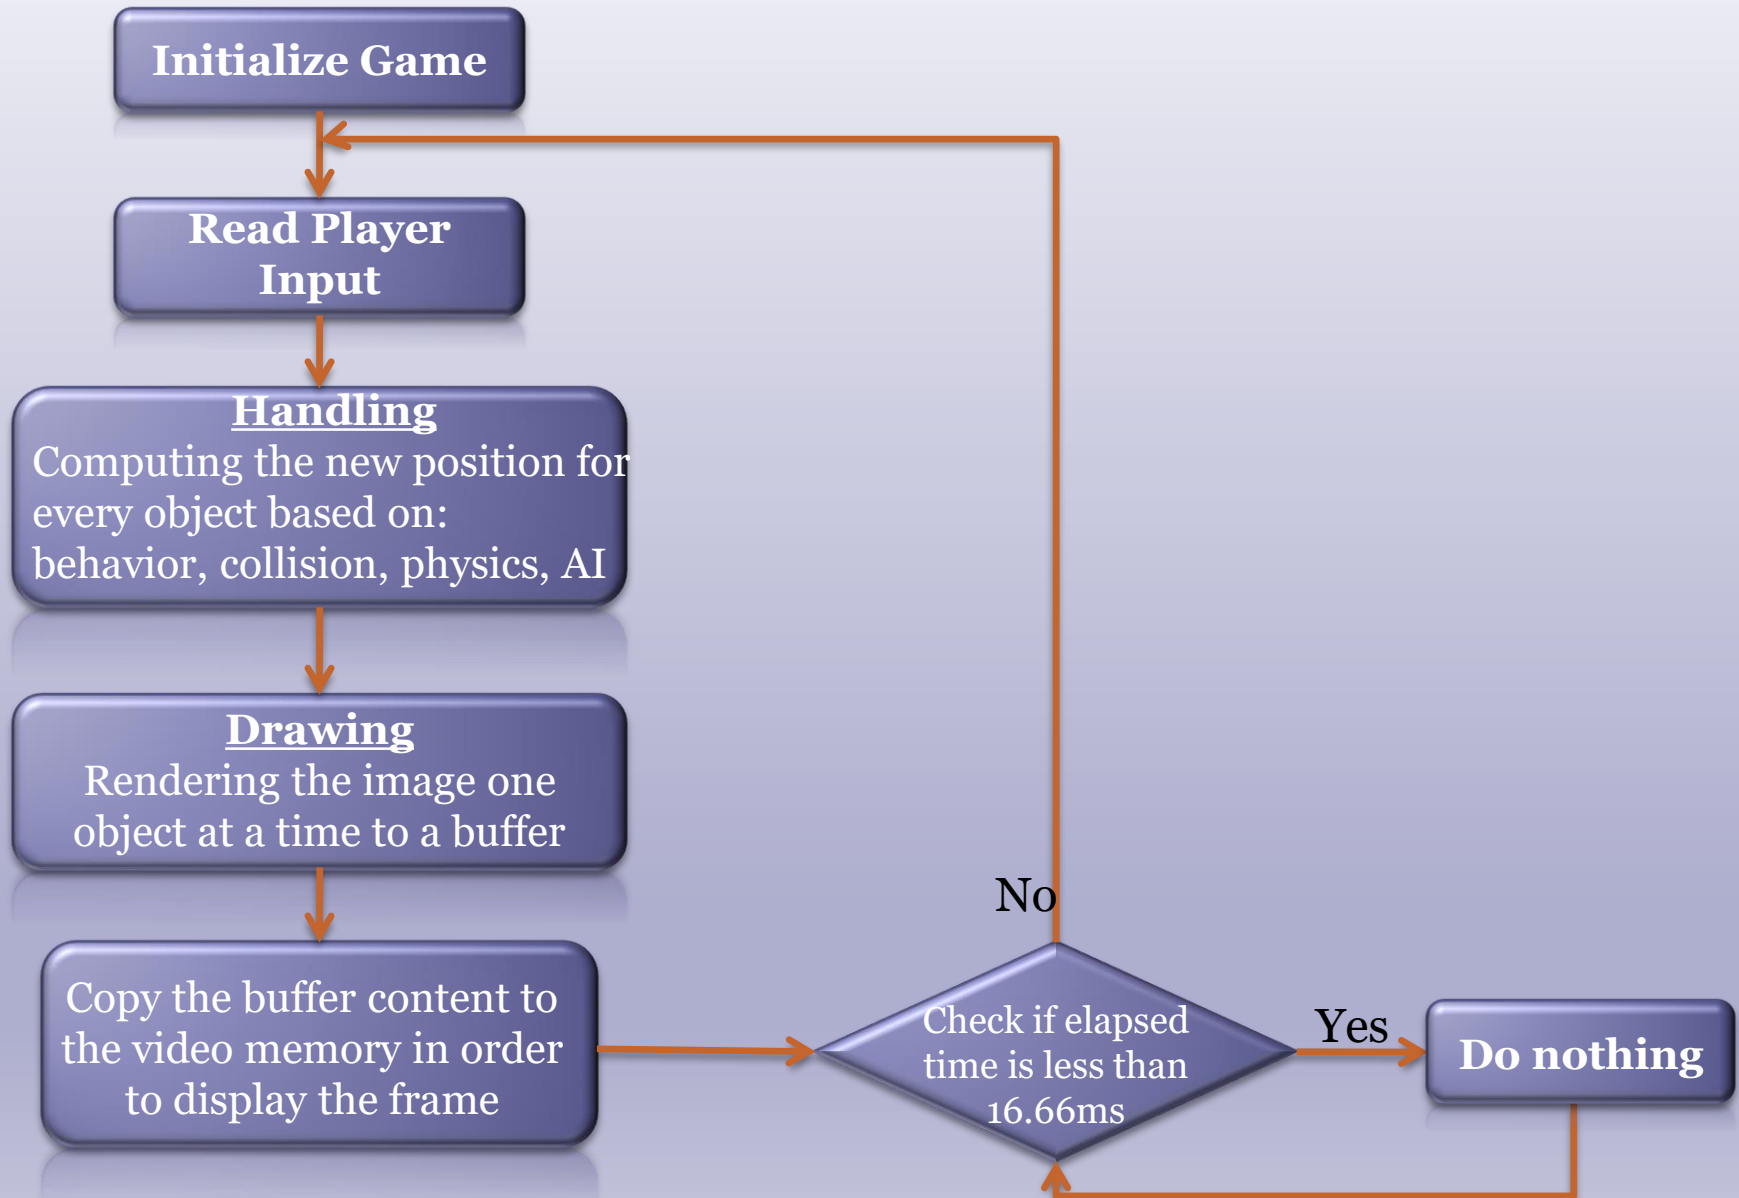 Initialize Game
Read Player
Input
Handling
Computing the new position for
every object based on:
behavior, collision, physics, AI
Drawing
Rendering the image one
object at a time to a buffer
Copy the buffer content to
the video memory in order
to display the frame
No
Check if elapsed
time is less than
16.66ms
Yes
Do nothing